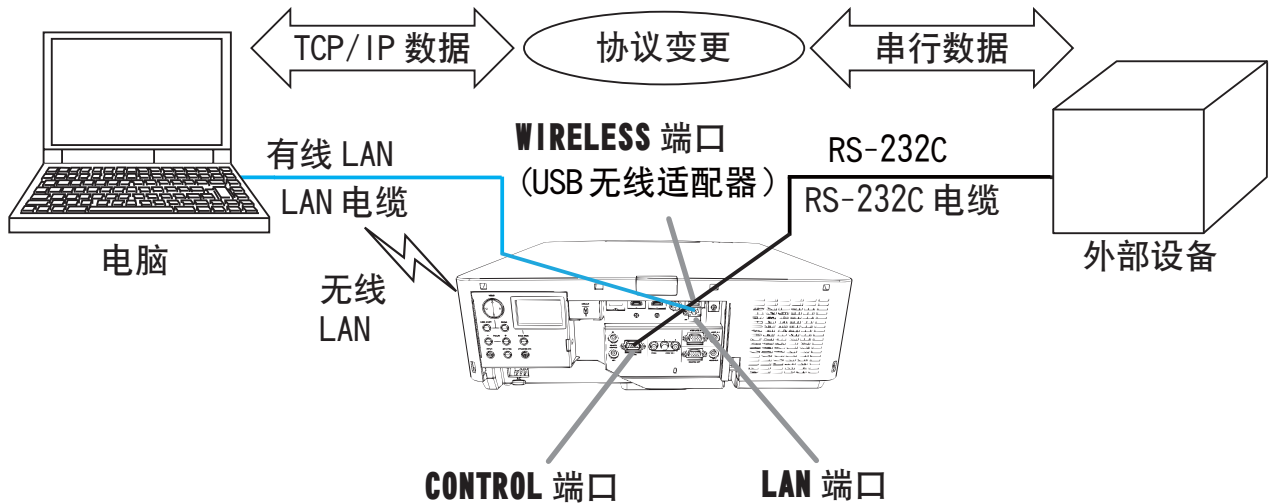 TCP/IP 数据
协议变更
串行数据
有线 LAN
LAN 电缆
WIRELESS 端口
(USB 无线适配器)
RS-232C
RS-232C 电缆
电脑
外部设备
无线
LAN
CONTROL 端口
LAN 端口